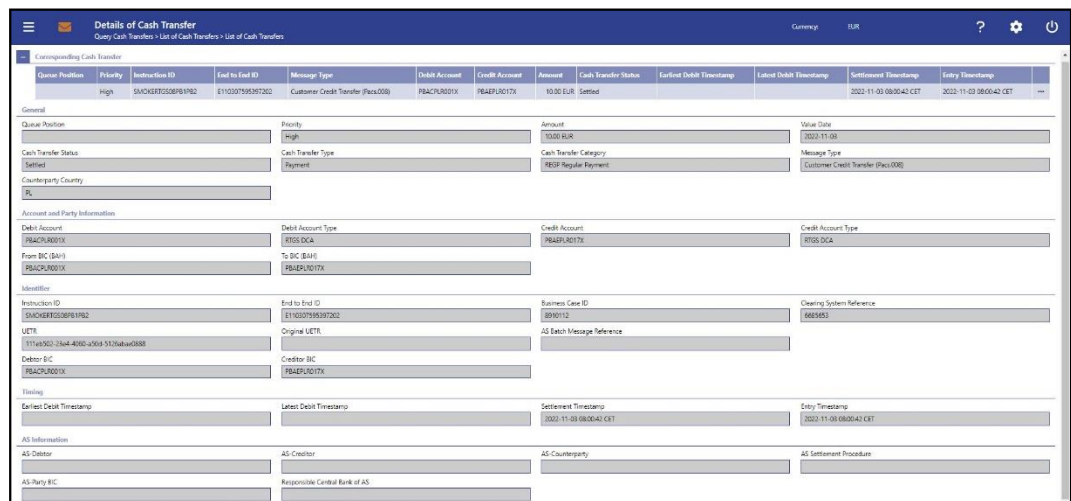 Details of Cash Transfer
Query Cash Transfers > List of Cash Transfers > List of Cash Transfers
Currency: EUR
?
Corresponding Cash Transfer
Queue Position Priority Instruction ID End to End ID Message Type Debit Account Credit Account Amount Cash Transfer Status Earliest Debit Timestamp Latest Debit Timestamp Settlement Timestamp Entry Timestamp
High SMOKERTGS08PB1PB2 E110307595397202 Customer Credit Transfer (Pacs.008) PBACPLR001X PBAEPLR017X 10.00 EUR Settled 2022-11-03 08:00:42 CET 2022-11-03 08:00:42 CET
General
Queue Position Priority Amount Value Date
High 10.00 EUR 2022-11-03
Cash Transfer Status Cash Transfer Type Cash Transfer Category Message Type
Settled Payment REGP Regular Payment Customer Credit Transfer (Pacs.008)
Counterparty Country
PL
Account and Party Information
Debit Account Debit Account Type Credit Account Credit Account Type
PBACPLR001X RTGS DCA PBAEPLR017X RTGS DCA
From BIC (BAH) To BIC (BAH)
PBACPLR001X PBAEPLR017X
Identifier
Instruction ID End to End ID Business Case ID Clearing System Reference
SMOKERTGS08PB1PB2 E110307595397202 8910112 6685653
UETR Original UETR AS Batch Message Reference
Debtor BIC Creditor BIC
PBACPLR001X PBAEPLR017X
Timing
Earliest Debit Timestamp Latest Debit Timestamp Settlement Timestamp Entry Timestamp
2022-11-03 08:00:42 CET 2022-11-03 08:00:42 CET
AS Information
AS-Debtor AS-Creditor AS-Counterparty AS Settlement Procedure
AS-Party BIC Responsible Central Bank of AS